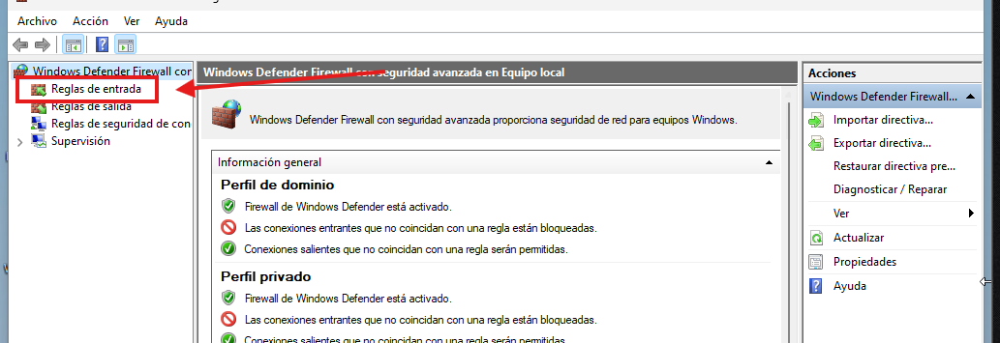 Archivo Acción Ver Ayuda
Windows Defender Firewall con
Reglas de entrada
Reglas de salida
Reglas de seguridad de con
Supervisión
Windows Defender Firewall con seguridad avanzada en Equipo local
Windows Defender Firewall con seguridad avanzada proporciona seguridad de red para equipos Windows.
Información general
Perfil de dominio
Firewall de Windows Defender está activado.
Las conexiones entrantes que no coincidan con una regla están bloqueadas.
Conexiones salientes que no coincidan con una regla serán permitidas.
Perfil privado
Firewall de Windows Defender está activado.
Las conexiones entrantes que no coincidan con una regla están bloqueadas.
Conexiones salientes que no coincidan con una regla serán permitidas.
Acciones
Windows Defender Firewall...
Importar directiva...
Exportar directiva...
Restaurar directiva pre...
Diagnosticar / Reparar
Ver
Actualizar
Propiedades
Ayuda